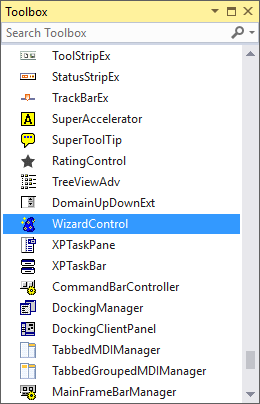 Toolbox
Search Toolbox
ToolStripEx
StatusStripEx
TrackBarEx
SuperAccelerator
SuperToolTip
RatingControl
TreeViewAdv
DomainUpDownExt
WizardControl
XPTaskPane
XPTaskBar
CommandBarController
DockingManager
DockingClientPanel
TabbedMDIManager
TabbedGroupedMDIManager
MainFrameBarManager